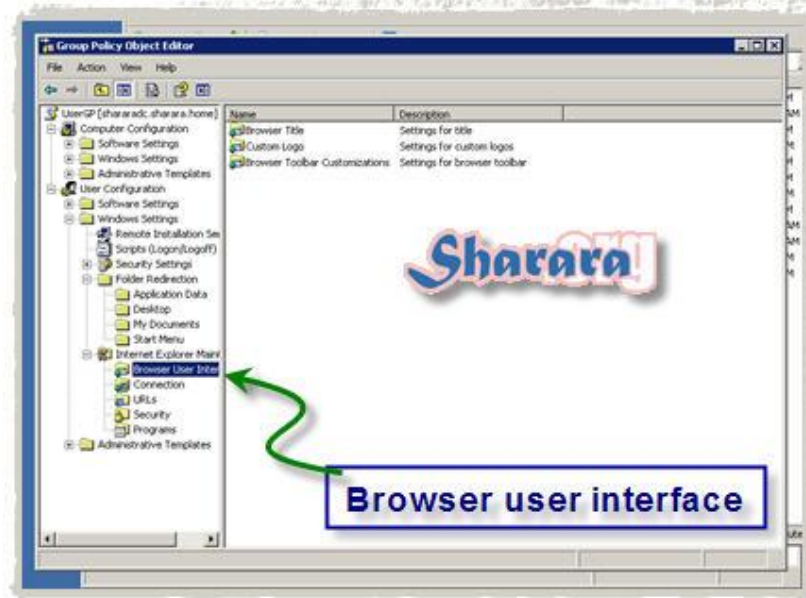 Group Policy Object Editor
File Action View Help
UserGP [shararadc.sharara.home]
Computer Configuration
Software Settings
Windows Settings
Administrative Templates
User Configuration
Software Settings
Windows Settings
Remote Installation Ser
Scripts (Logon/Logoff)
Security Settings
Folder Redirection
Application Data
Desktop
My Documents
Start Menu
Internet Explorer Maint
Browser User Inter
Connection
URLs
Security
Programs
Administrative Templates
Name Description
Browser Title Settings for title
Custom Logo Settings for custom logos
Browser Toolbar Customizations Settings for browser toolbar
Sharara.org
Browser user interface